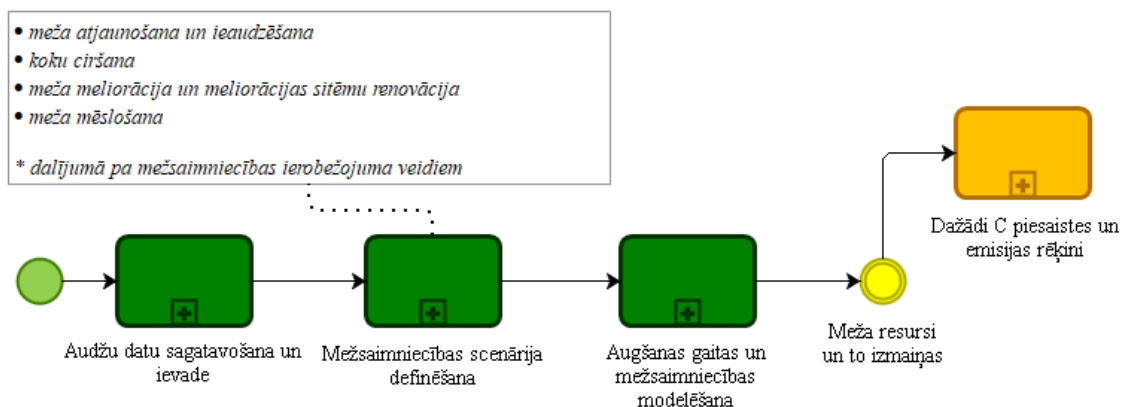 • meža atjaunošana un ieaudzēšana
• koku ciršana
• meža meliorācija un meliorācijas sitēmu renovācija
• meža mēslošana
* dalījumā pa mežsaimniecības ierobežojuma veidiem
Dažādi C piesaistes un
emisijas rēķini
Audžu datu sagatavošana un
ievade
Mežsaimniecības scenārija
definēšana
Augšanas gaitas un
mežsaimniecības
modelēšana
Meža resursi
un to izmaiņas